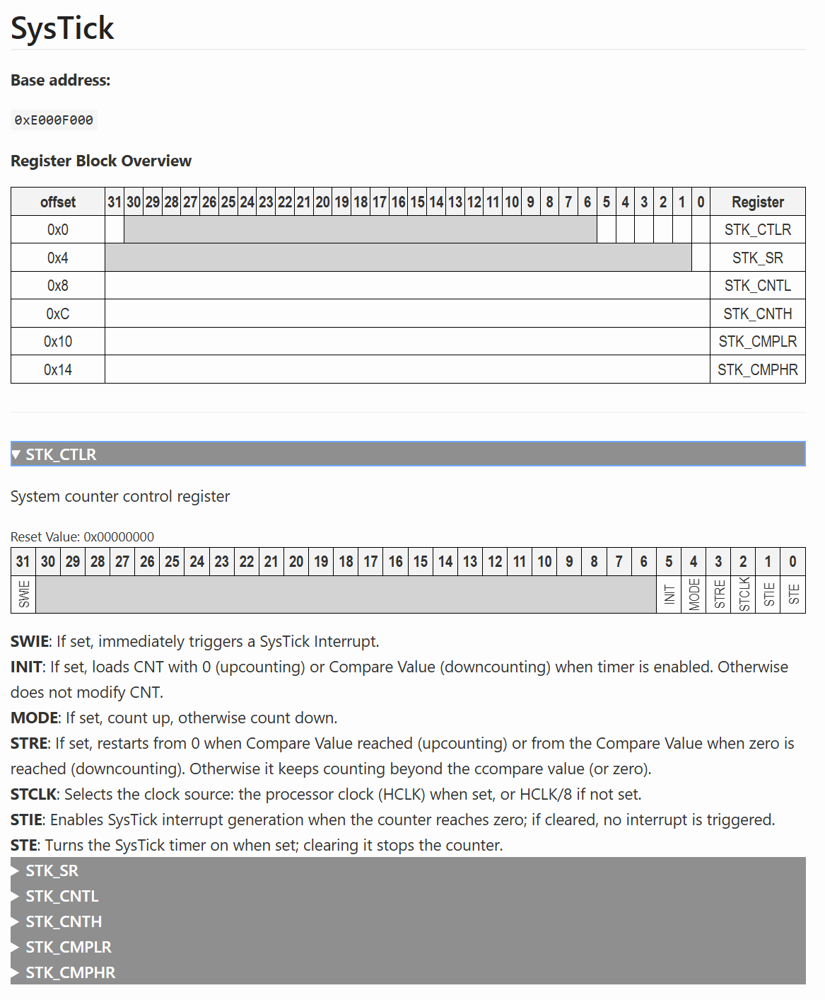 SysTick
Base address:
0xE000F000
Register Block Overview
offset 31 30 29 28 27 26 25 24 23 22 21 20 19 18 17 16 15 14 13 12 11 10 9 8 7 6 5 4 3 2 1 0 Register
0x0 STK_CTLR
0x4 STK_SR
0x8 STK_CNTL
0xC STK_CNTH
0x10 STK_CMPLR
0x14 STK_CMPHR
STK_CTLR
System counter control register
Reset Value: 0x00000000
31 30 29 28 27 26 25 24 23 22 21 20 19 18 17 16 15 14 13 12 11 10 9 8 7 6 5 4 3 2 1 0
SWIE INIT MODE STRE STCLK STIE STE
SWIE: If set, immediately triggers a SysTick Interrupt.
INIT: If set, loads CNT with 0 (upcounting) or Compare Value (downcounting) when timer is enabled. Otherwise
does not modify CNT.
MODE: If set, count up, otherwise count down.
STRE: If set, restarts from 0 when Compare Value reached (upcounting) or from the Compare Value when zero is
reached (downcounting). Otherwise it keeps counting beyond the ccompare value (or zero).
STCLK: Selects the clock source: the processor clock (HCLK) when set, or HCLK/8 if not set.
STIE: Enables SysTick interrupt generation when the counter reaches zero; if cleared, no interrupt is triggered.
STE: Turns the SysTick timer on when set; clearing it stops the counter.
STK_SR
STK_CNTL
STK_CNTH
STK_CMPLR
STK_CMPHR